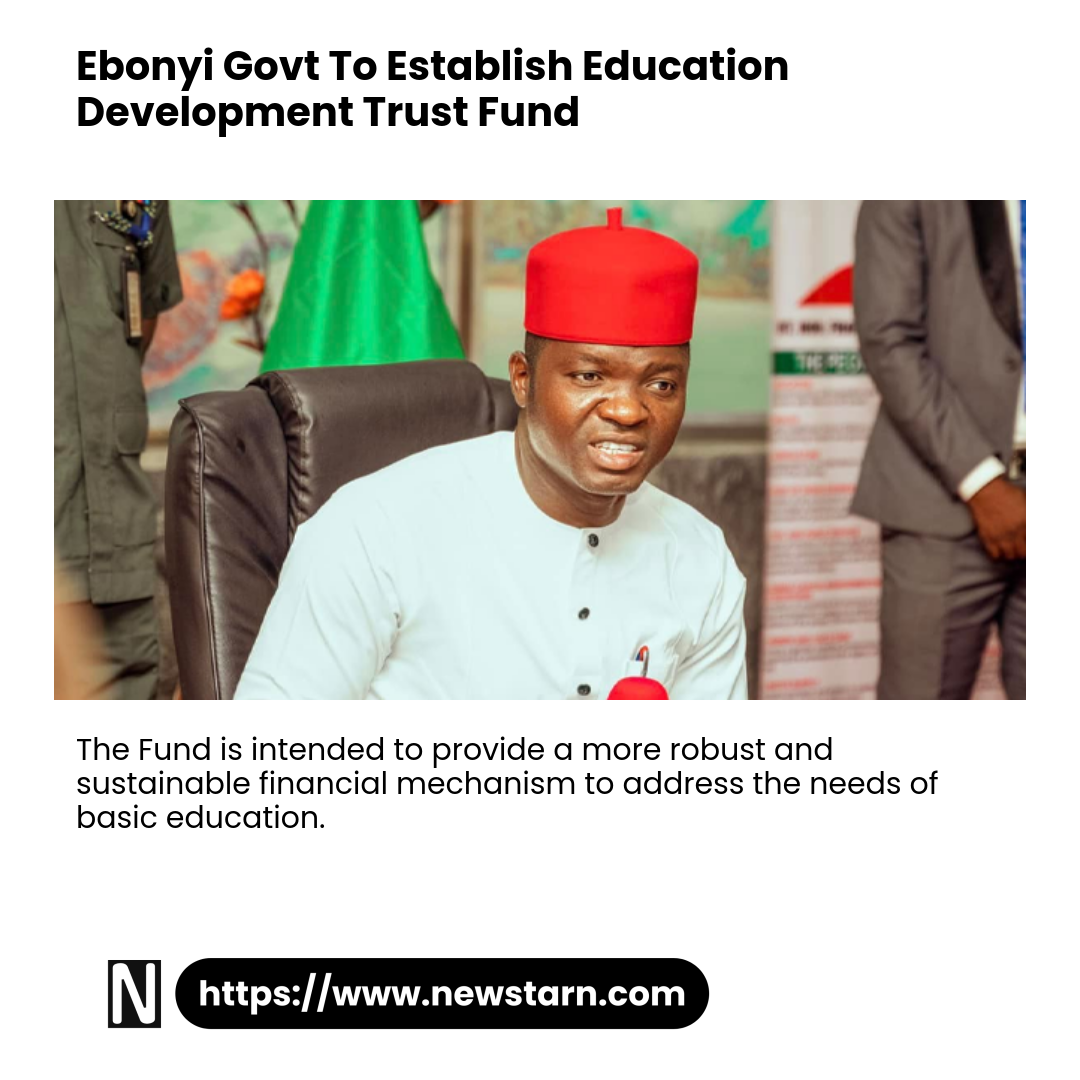 Ebonyi Govt To Establish Education
Development Trust Fund
The Fund is intended to provide a more robust and
sustainable financial mechanism to address the needs of
basic education.
N https://www.newstarn.com